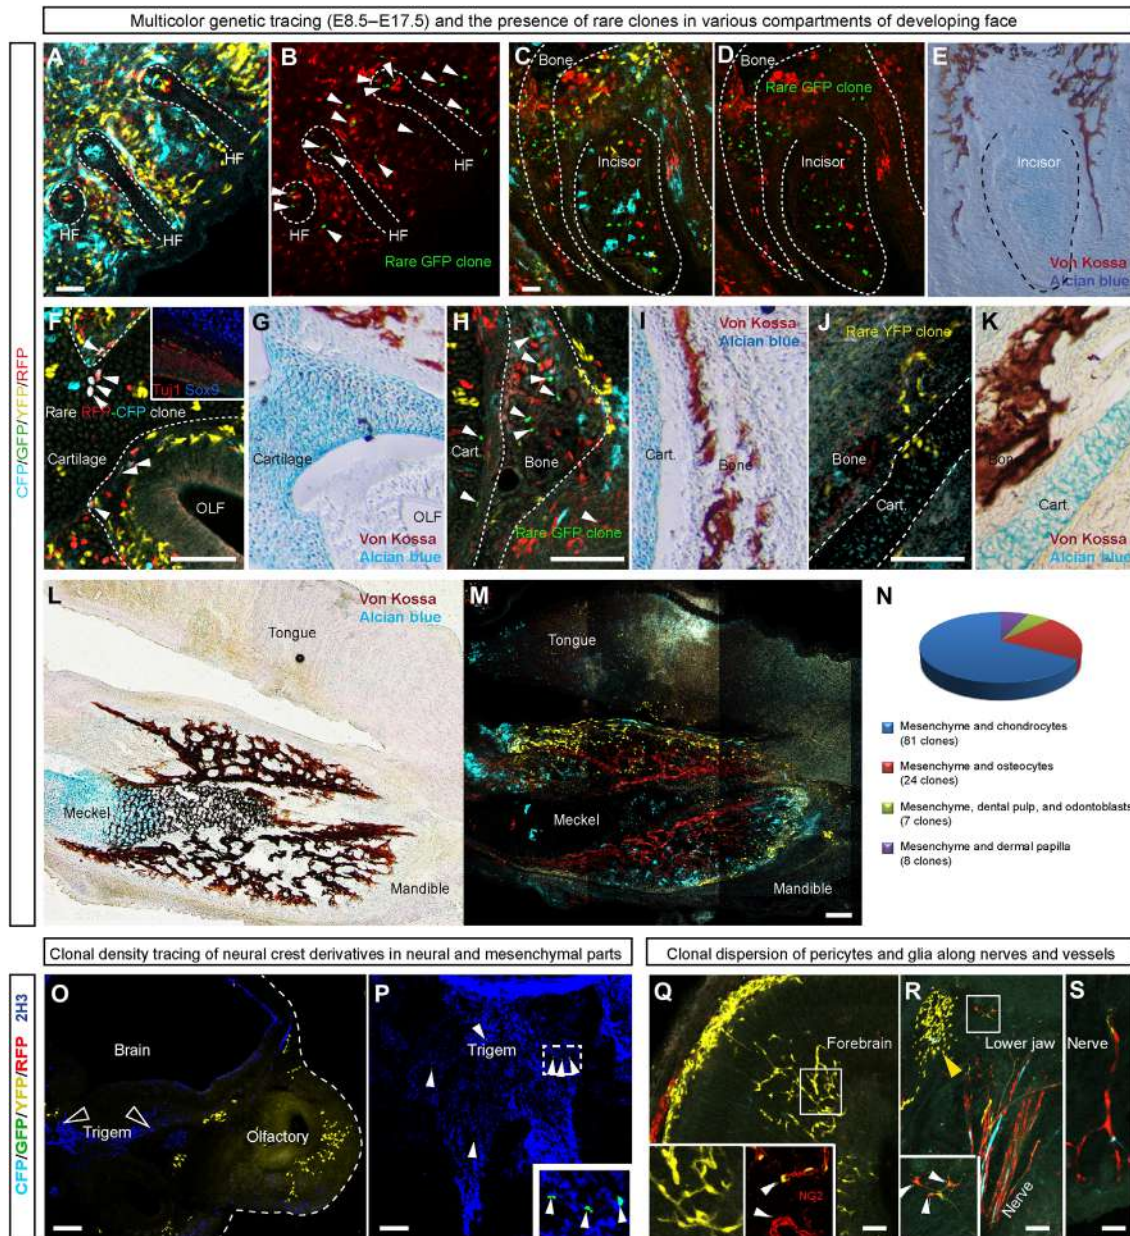 Multicolor genetic tracing (E8.5–E17.5) and the presence of rare clones in various compartments of developing face
CFP/GFP/YFP/RFP
A
HF
HF
HF
B
HF
HF
HF
Rare GFP clone
C
Bone
Incisor
D
Bone
Rare GFP clone
Incisor
E
Incisor
Von Kossa
Alcian blue
F
Tuj1 Sox9
Rare RFP-CFP clone
Cartilage
OLF
G
Cartilage
OLF
Von Kossa
Alcian blue
H
Cart.
Bone
Rare GFP clone
I
Von Kossa
Alcian blue
Cart.
Bone
J
Rare YFP clone
Bone
Cart.
K
Bone
Cart.
Von Kossa
Alcian blue
L
Von Kossa
Alcian blue
Tongue
Meckel
Mandible
M
Tongue
Meckel
Mandible
N
Mesenchyme and chondrocytes
(81 clones)
Mesenchyme and osteocytes
(24 clones)
Mesenchyme, dental pulp, and odontoblasts
(7 clones)
Mesenchyme and dermal papilla
(8 clones)
Clonal density tracing of neural crest derivatives in neural and mesenchymal parts
Clonal dispersion of pericytes and glia along nerves and vessels
CFP/GFP/YFP/RFP 2H3
O
Brain
Trigem
Olfactory
P
Trigem
Q
Forebrain
NG2
R
Lower jaw
Nerve
S
Nerve